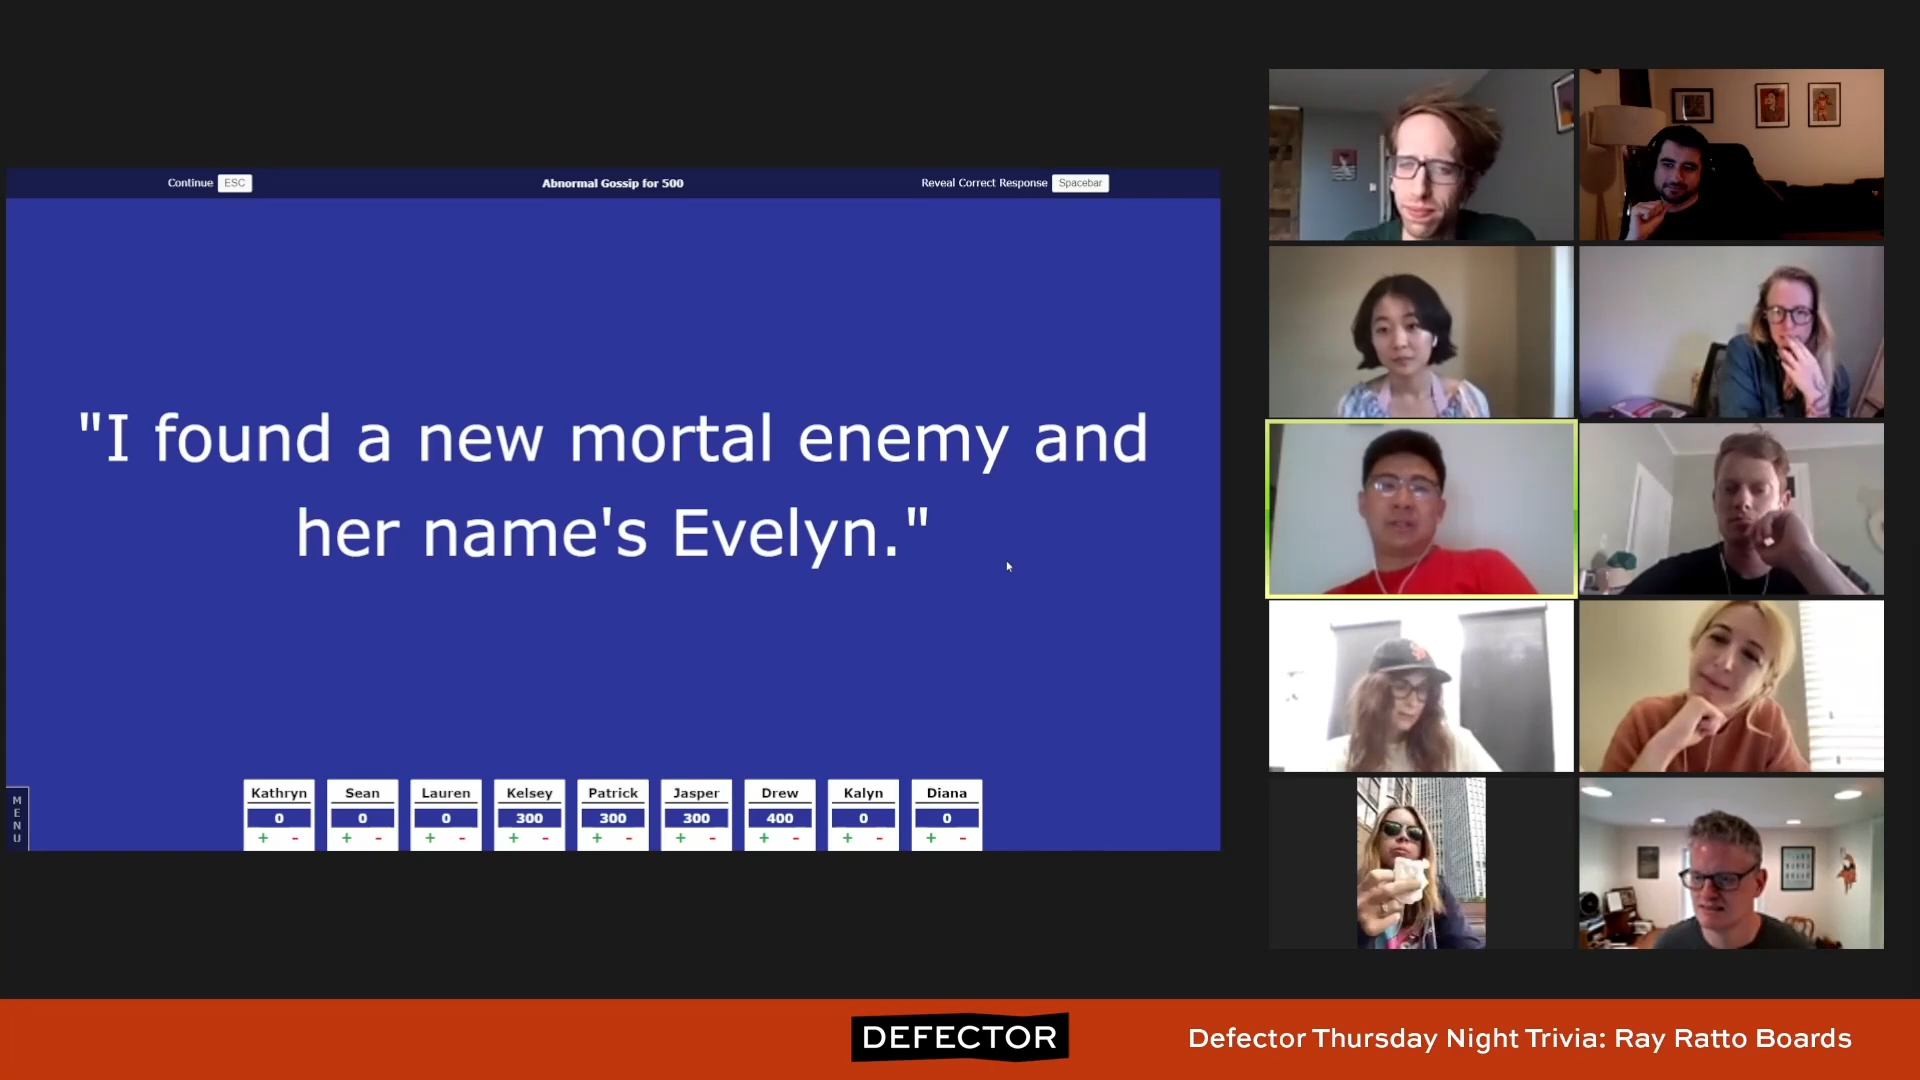 Continue ESC
Abnormal Gossip for 500
Reveal Correct Response Spacebar
"I found a new mortal enemy and
her name's Evelyn."
MENU
Kathryn Sean Lauren Kelsey Patrick Jasper Drew Kalyn Diana
0 0 0 300 300 300 400 0 0
+ - + - + - + - + - + - + - + - + -
DEFECTOR
Defector Thursday Night Trivia: Ray Ratto Boards